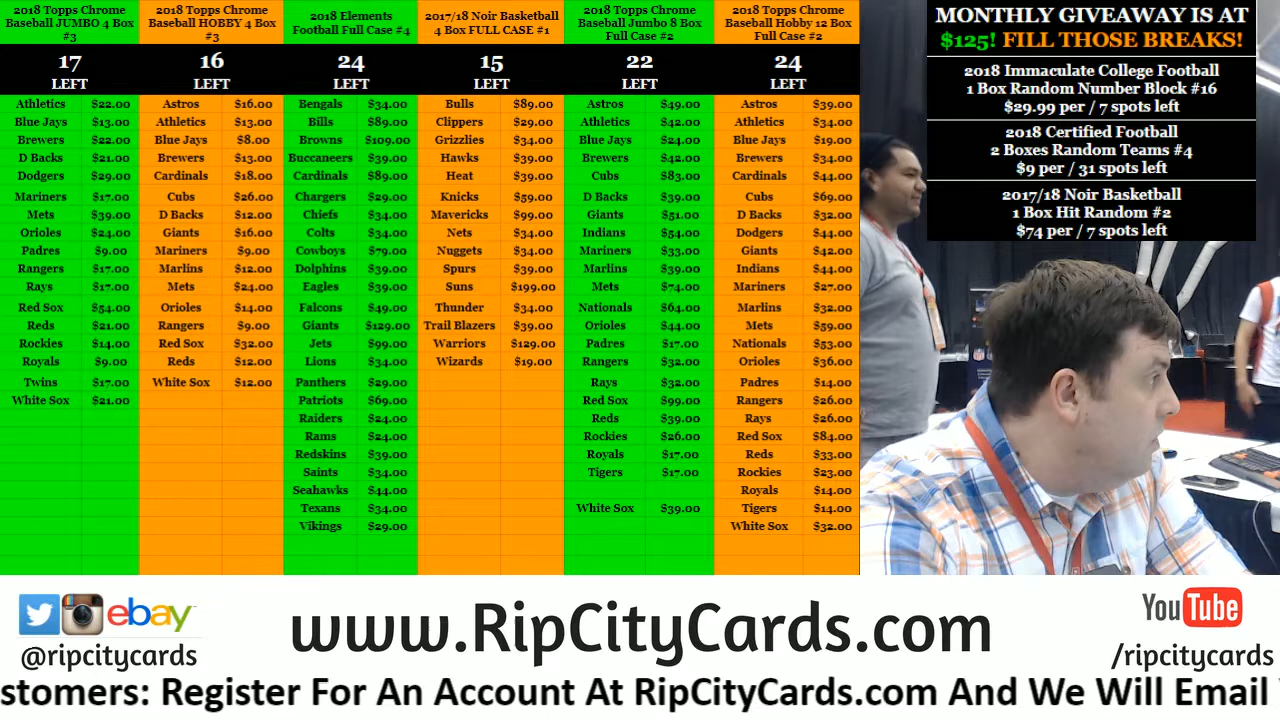 2018 Topps Chrome
Baseball JUMBO 4 Box
#3
17
LEFT
Athletics $22.00
Blue Jays $13.00
Brewers $22.00
D Backs $21.00
Dodgers $29.00
Mariners $17.00
Mets $39.00
Orioles $24.00
Padres $9.00
Rangers $17.00
Rays $17.00
Red Sox $54.00
Reds $21.00
Rockies $14.00
Royals $9.00
Twins $17.00
White Sox $21.00
2018 Topps Chrome
Baseball HOBBY 4 Box
#3
16
LEFT
Astros $16.00
Athletics $13.00
Blue Jays $8.00
Brewers $13.00
Cardinals $18.00
Cubs $26.00
D Backs $12.00
Giants $16.00
Mariners $9.00
Marlins $12.00
Mets $24.00
Orioles $14.00
Rangers $9.00
Red Sox $32.00
Reds $12.00
White Sox $12.00
2018 Elements
Football Full Case #4
24
LEFT
Bengals $34.00
Bills $89.00
Browns $109.00
Buccaneers $39.00
Cardinals $89.00
Chargers $29.00
Chiefs $34.00
Colts $34.00
Cowboys $79.00
Dolphins $39.00
Eagles $39.00
Falcons $49.00
Giants $129.00
Jets $99.00
Lions $34.00
Panthers $29.00
Patriots $69.00
Raiders $24.00
Rams $24.00
Redskins $39.00
Saints $34.00
Seahawks $44.00
Texans $34.00
Vikings $29.00
2017/18 Noir Basketball
4 Box FULL CASE #1
15
LEFT
Bulls $89.00
Clippers $29.00
Grizzlies $34.00
Hawks $39.00
Heat $39.00
Knicks $59.00
Mavericks $99.00
Nets $34.00
Nuggets $34.00
Spurs $39.00
Suns $199.00
Thunder $34.00
Trail Blazers $39.00
Warriors $129.00
Wizards $19.00
2018 Topps Chrome
Baseball Jumbo 8 Box
Full Case #2
22
LEFT
Astros $49.00
Athletics $42.00
Blue Jays $24.00
Brewers $42.00
Cubs $83.00
D Backs $39.00
Giants $51.00
Indians $54.00
Mariners $33.00
Marlins $39.00
Mets $74.00
Nationals $64.00
Orioles $44.00
Padres $17.00
Rangers $32.00
Rays $32.00
Red Sox $99.00
Reds $39.00
Rockies $26.00
Royals $17.00
Tigers $17.00
White Sox $39.00
2018 Topps Chrome
Baseball Hobby 12 Box
Full Case #2
24
LEFT
Astros $39.00
Athletics $34.00
Blue Jays $19.00
Brewers $34.00
Cardinals $44.00
Cubs $69.00
D Backs $32.00
Dodgers $44.00
Giants $42.00
Indians $44.00
Mariners $27.00
Marlins $32.00
Mets $59.00
Nationals $53.00
Orioles $36.00
Padres $14.00
Rangers $26.00
Rays $26.00
Red Sox $84.00
Reds $33.00
Rockies $23.00
Royals $14.00
Tigers $14.00
White Sox $32.00
MONTHLY GIVEAWAY IS AT
$125! FILL THOSE BREAKS!
2018 Immaculate College Football
1 Box Random Number Block #16
$29.99 per / 7 spots left
2018 Certified Football
2 Boxes Random Teams #4
$9 per / 31 spots left
2017/18 Noir Basketball
1 Box Hit Random #2
$74 per / 7 spots left
ebay
@ripcitycards
www.RipCityCards.com
YouTube
/ripcitycards
stomers: Register For An Account At RipCityCards.com And We Will Email